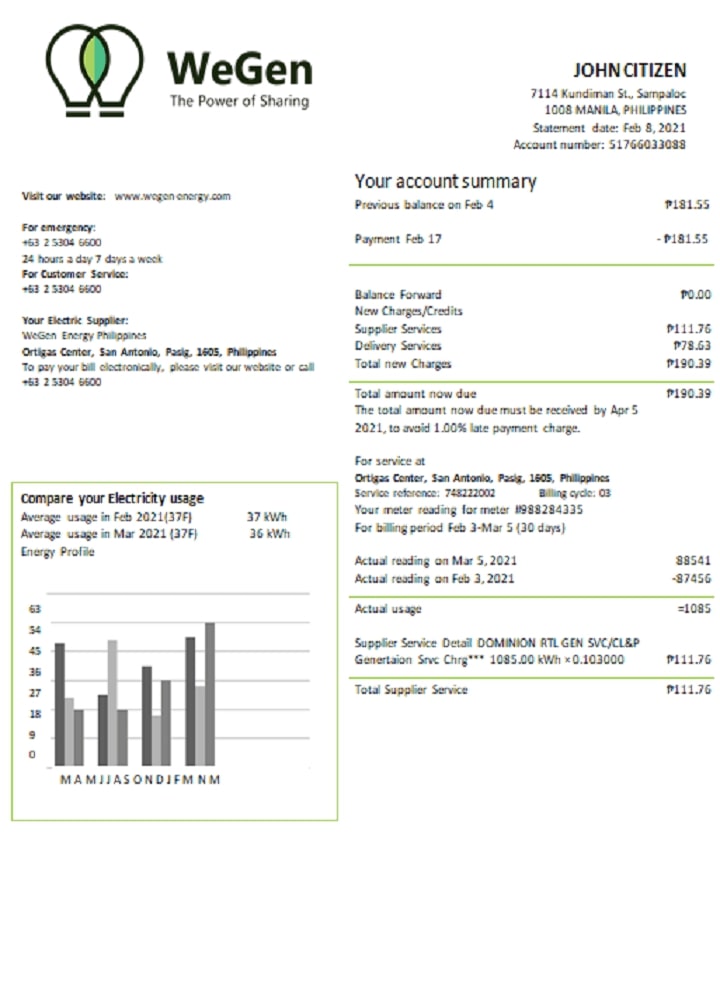 WeGen
The Power of Sharing
JOHN CITIZEN
7114 Kundiman St., Sampaloc
1008 MANILA, PHILIPPINES
Statement date: Feb 8, 2021
Account number: 51766033088
Visit our website: www.wegen-energy.com
For emergency:
+63 2 5304 6600
24 hours a day 7 days a week
For Customer Service:
+63 2 5304 6600
Your Electric Supplier:
WeGen Energy Philippines
Ortigas Center, San Antonio, Pasig, 1605, Philippines
To pay your bill electronically, please visit our website or call
+63 2 5304 6600
Your account summary
Previous balance on Feb 4 ₱181.55
Payment Feb 17 - ₱181.55
Balance Forward ₱0.00
New Charges/Credits
Supplier Services ₱111.76
Delivery Services ₱78.63
Total new Charges ₱190.39
Total amount now due ₱190.39
The total amount now due must be received by Apr 5
2021, to avoid 1.00% late payment charge.
For service at
Ortigas Center, San Antonio, Pasig, 1605, Philippines
Service reference: 748222002 Billing cycle: 03
Your meter reading for meter #988284335
For billing period Feb 3-Mar 5 (30 days)
Actual reading on Mar 5, 2021 88541
Actual reading on Feb 3, 2021 -87456
Actual usage =1085
Supplier Service Detail DOMINION RTL GEN SVC/CL&P
Genertaion Srvc Chrg*** 1085.00 kWh × 0.103000 ₱111.76
Total Supplier Service ₱111.76
Compare your Electricity usage
Average usage in Feb 2021(37F) 37 kWh
Average usage in Mar 2021 (37F) 36 kWh
Energy Profile
63
54
45
36
27
18
9
0
M A M J J A S O N D J F M N M